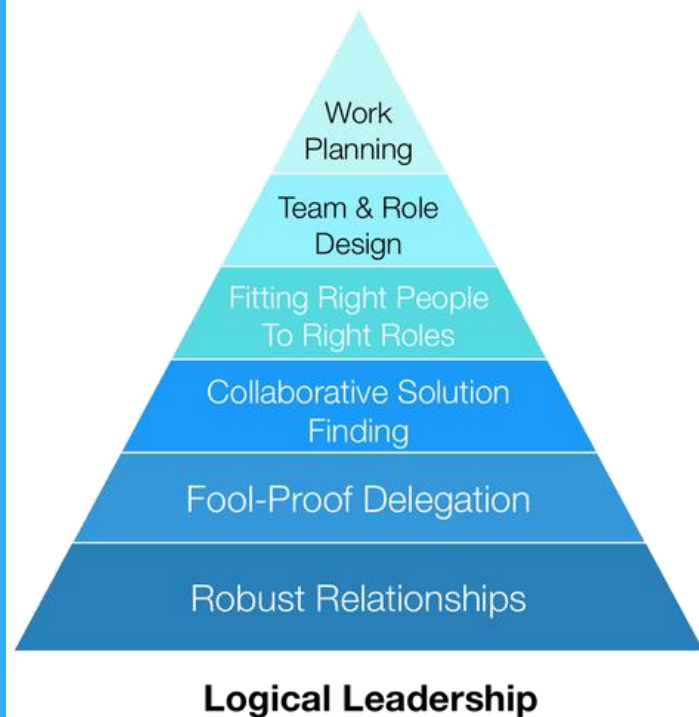 Work
Planning
Team & Role
Design
Fitting Right People
To Right Roles
Collaborative Solution
Finding
Fool-Proof Delegation
Robust Relationships
Logical Leadership